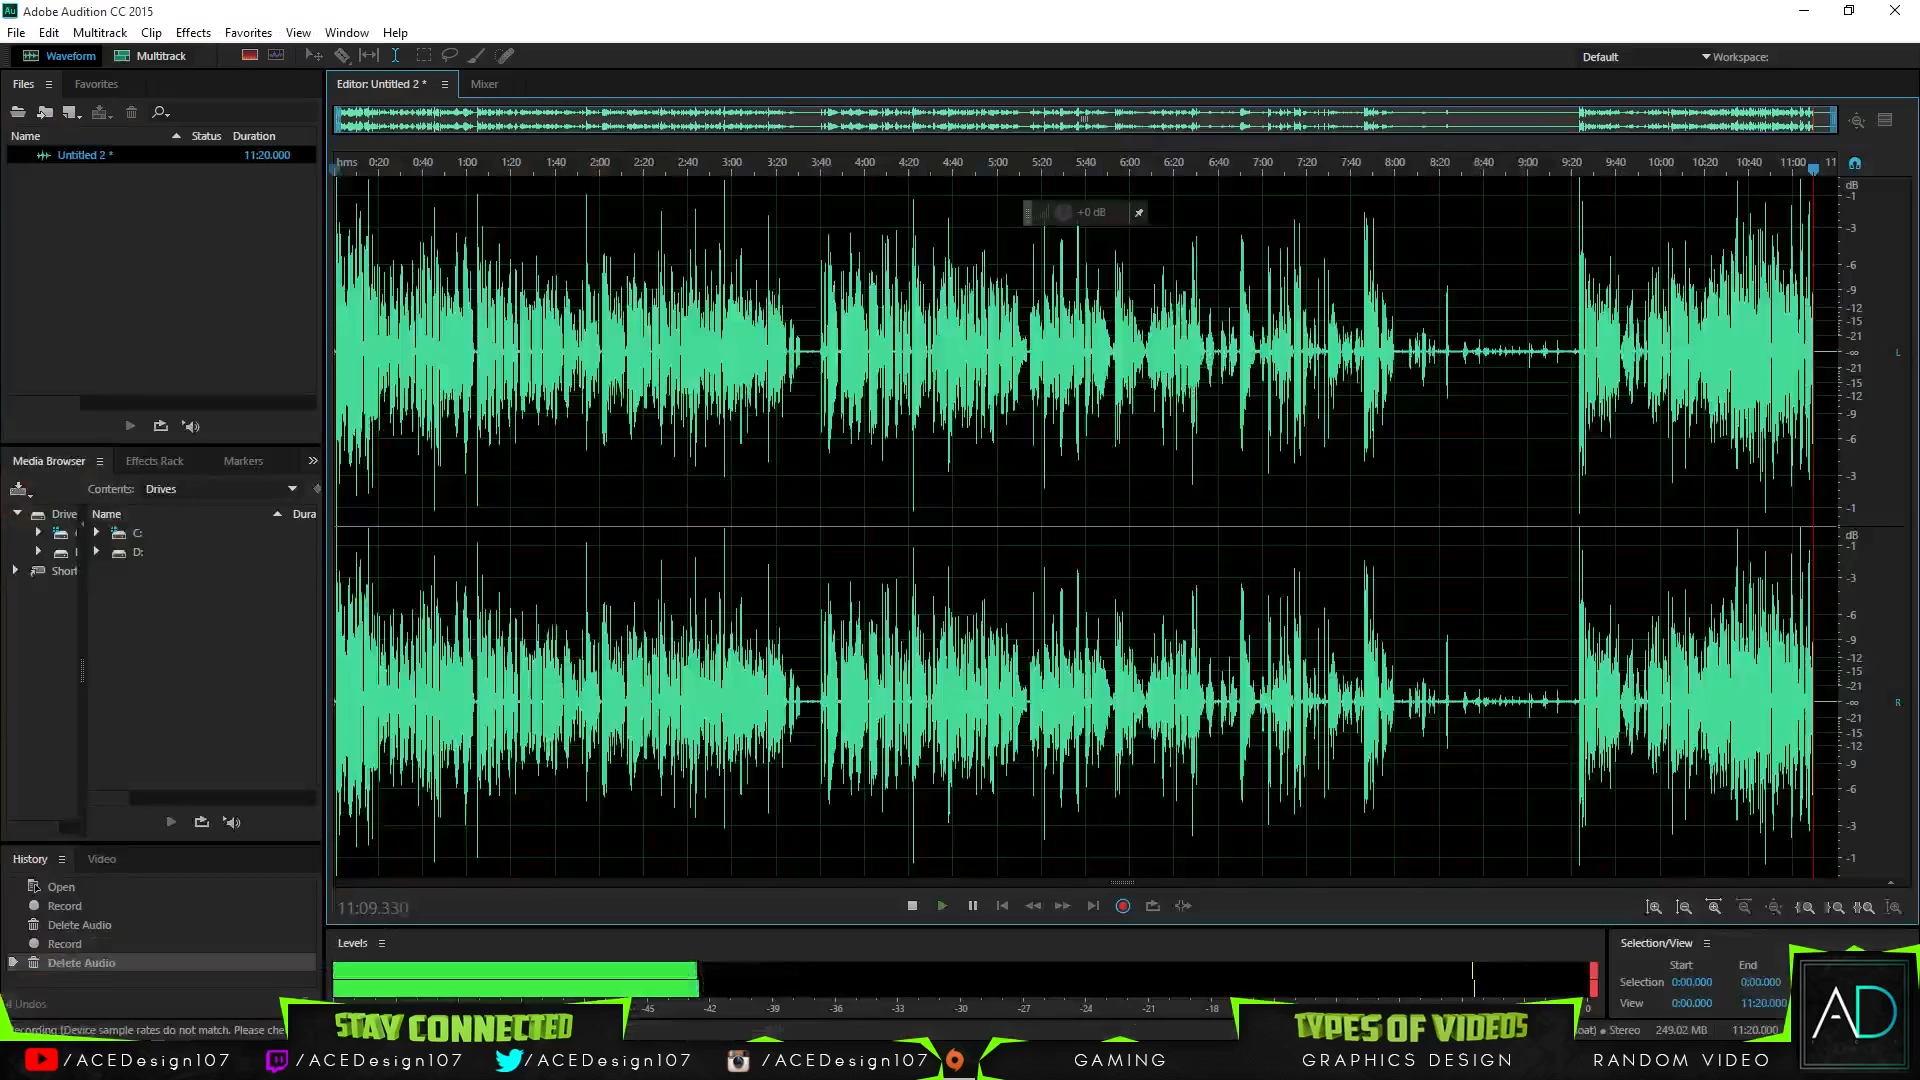 Au Adobe Audition CC 2015
File Edit Multitrack Clip Effects Favorites View Window Help
Waveform Multitrack Default Workspace:
Files Favorites
Editor: Untitled 2 * Mixer
Name Status Duration
Untitled 2 * 11:20.000
hms 0:20 0:40 1:00 1:20 1:40 2:00 2:20 2:40 3:00 3:20 3:40 4:00 4:20 4:40 5:00 5:20 5:40 6:00 6:20 6:40 7:00 7:20 7:40 8:00 8:20 8:40 9:00 9:20 9:40 10:00 10:20 10:40 11:00 11
+0 dB
dB
-1
-3
-6
-9
-12
-15
-21
-∞
-21
-15
-12
-9
-6
-3
-1
L
dB
-1
-3
-6
-9
-12
-15
-21
-∞
-21
-15
-12
-9
-6
-3
-1
R
Media Browser Effects Rack Markers
Contents: Drives
Drive Name Dura
C:
D:
Short
History Video
Open
Record
Delete Audio
Record
Delete Audio
4 Undos
ecording (Device sample rates do not match. Please che
11:09.330
Levels
-45 -42 -39 -36 -33 -30 -27 -24 -21 -18 0
Selection/View
Start End
Selection 0:00.000 0:00.000
View 0:00.000 11:20.000
oat) • Stereo 249.02 MB 11:20.000
STAY CONNECTED
TYPES OF VIDEOS
AD
/ACEDesign107 /ACEDesign107 /ACEDesign107 /ACEDesign107 GAMING GRAPHICS DESIGN RANDOM VIDEO